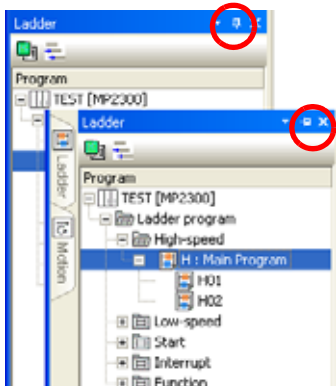 Ladder
Program
TEST [MP2300]
Ladder
Ladder
Motion
Program
TEST [MP2300]
Ladder program
High-speed
H : Main Program
H01
H02
Low-speed
Start
Interrupt
Function